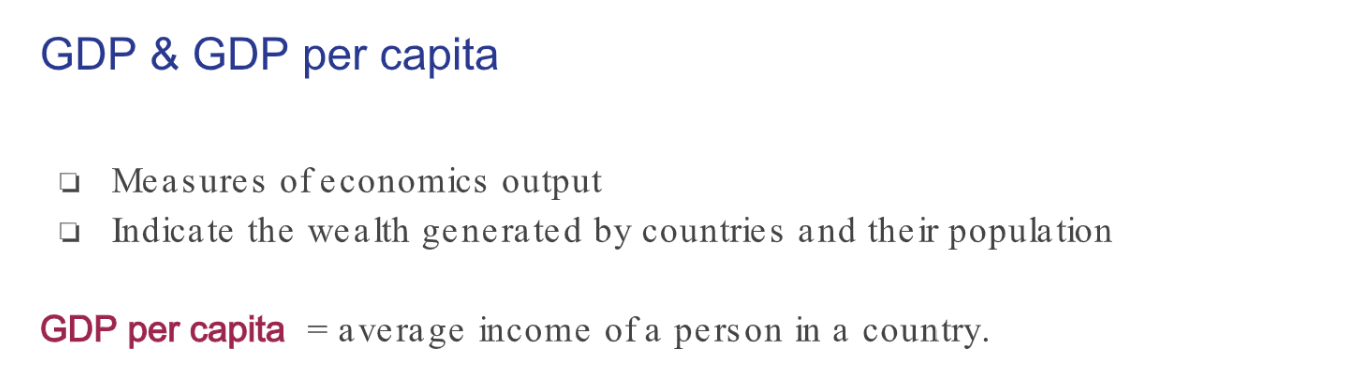 GDP & GDP per capita
❏ Measures of economics output
❏ Indicate the wealth generated by countries and their population
GDP per capita = average income of a person in a country.